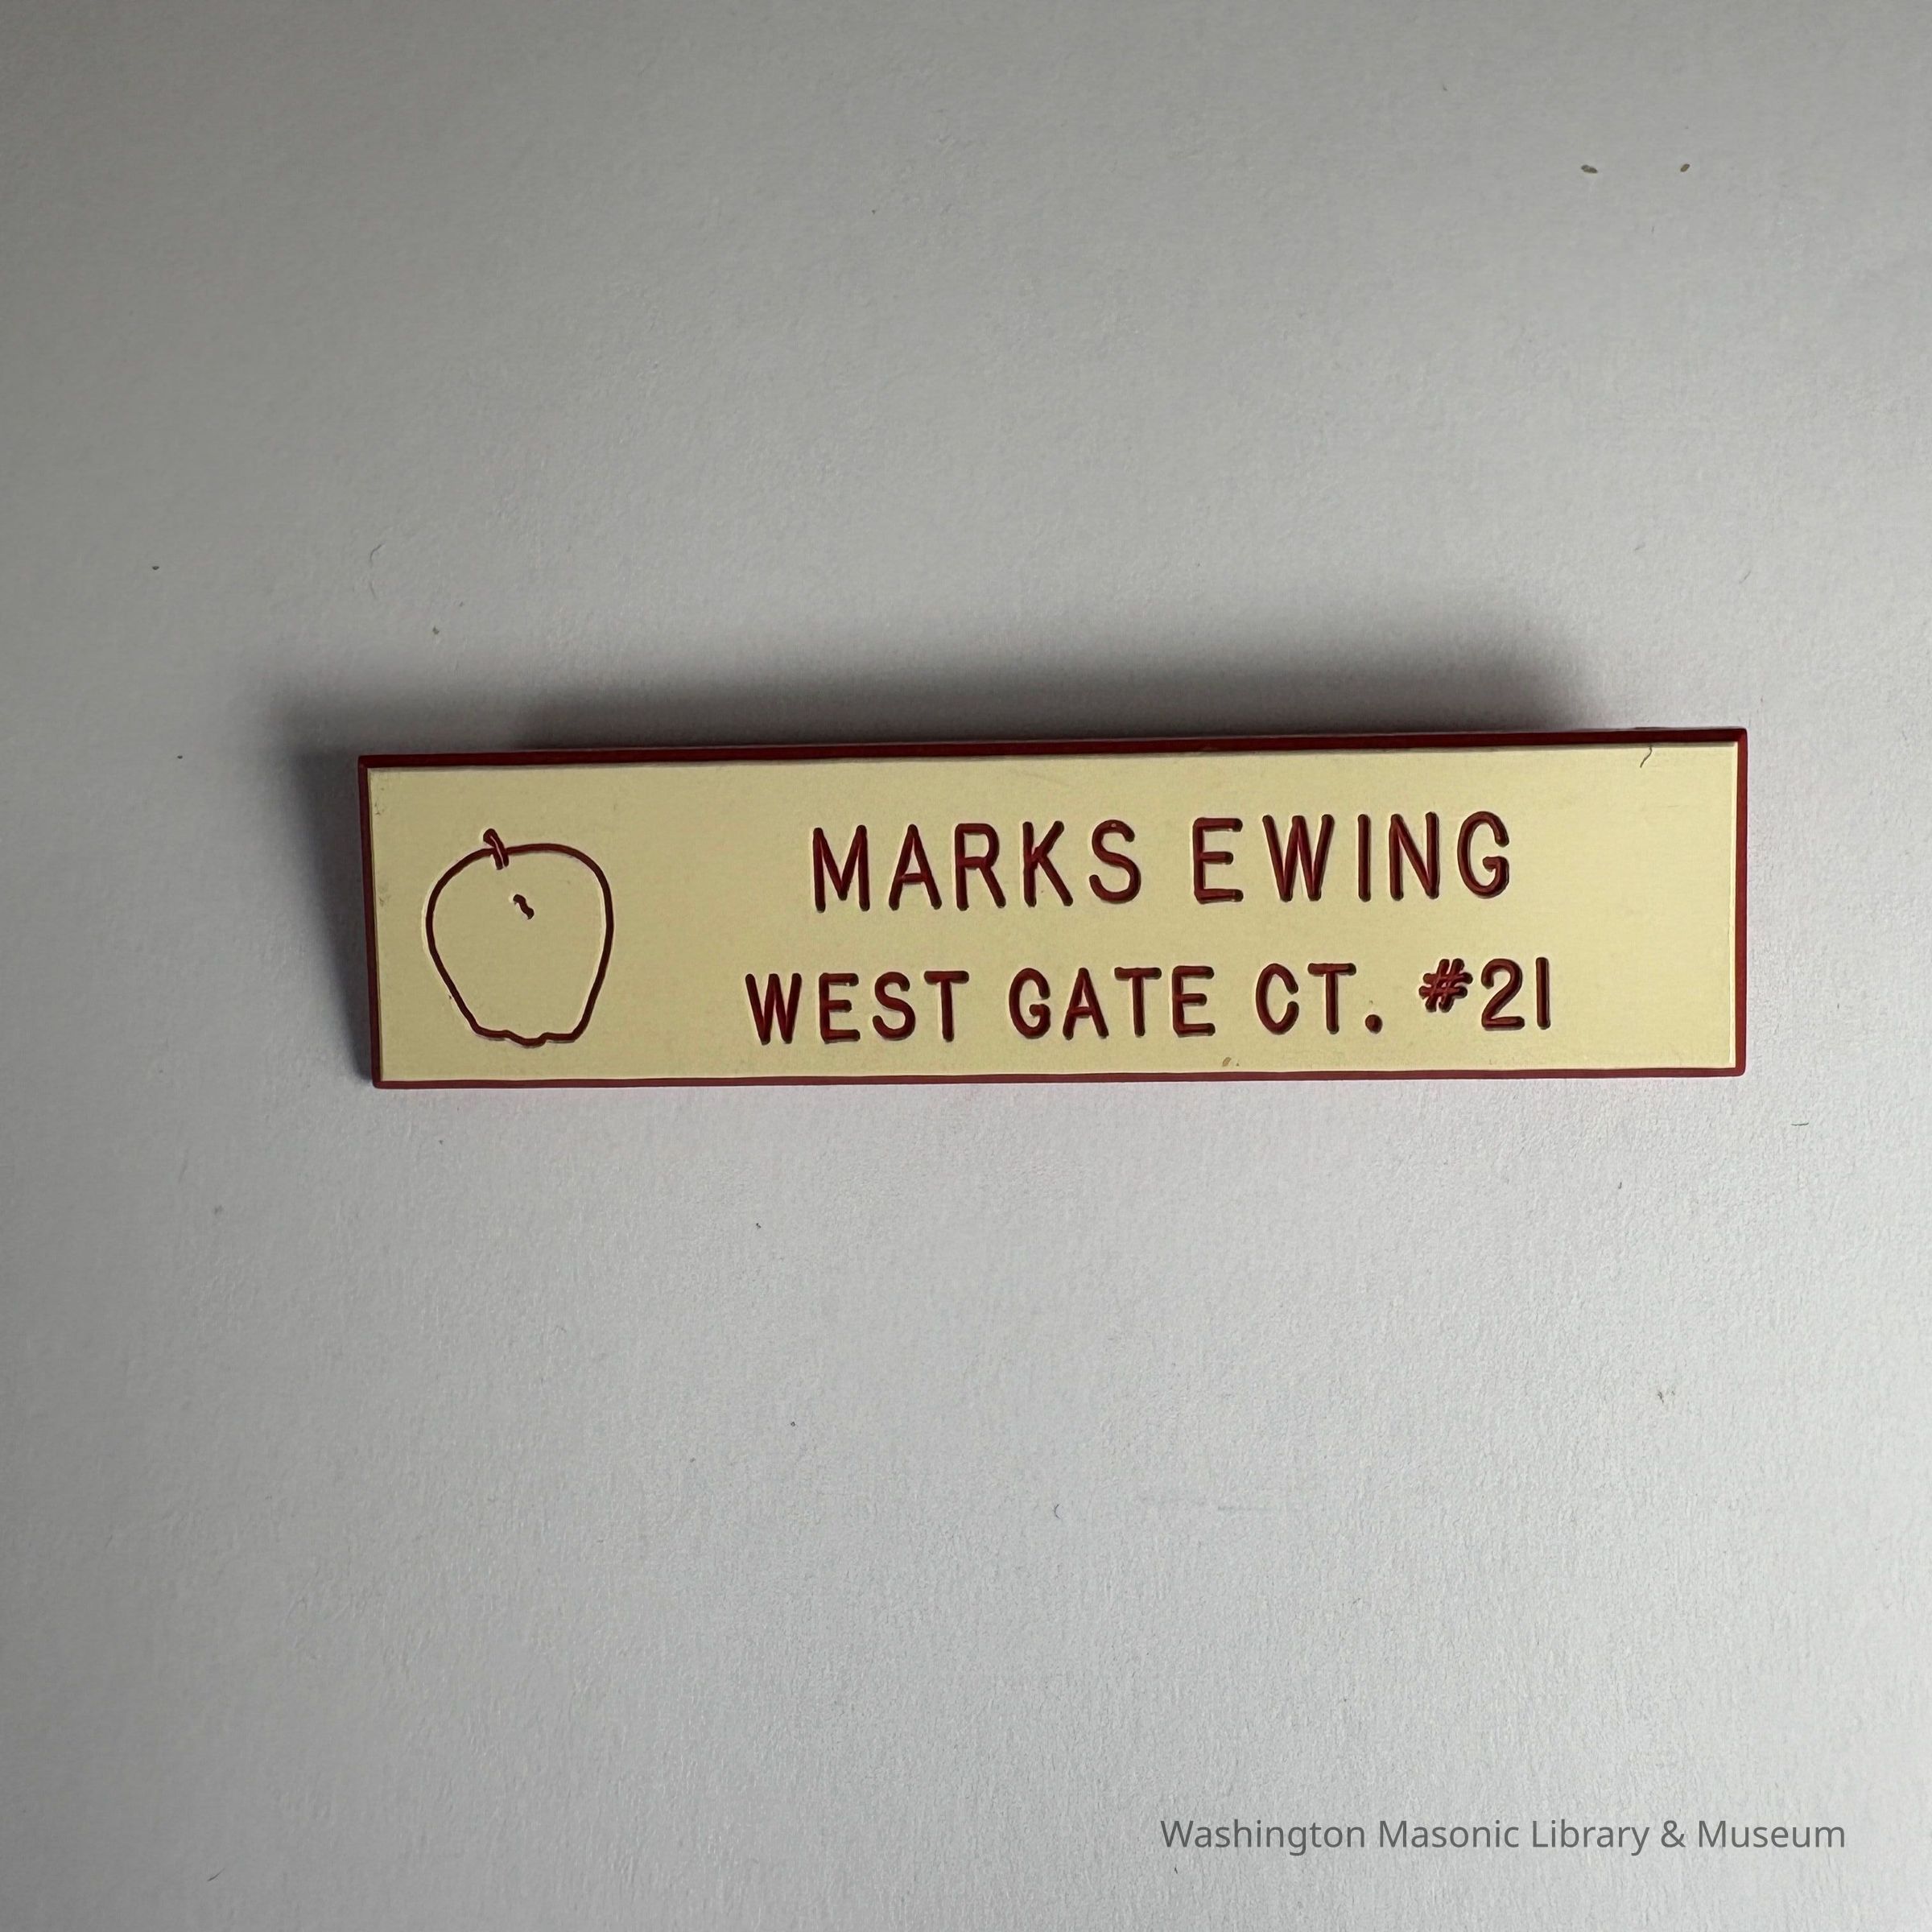 MARKS EWING
WEST GATE CT. #21
Washington Masonic Library & Museum